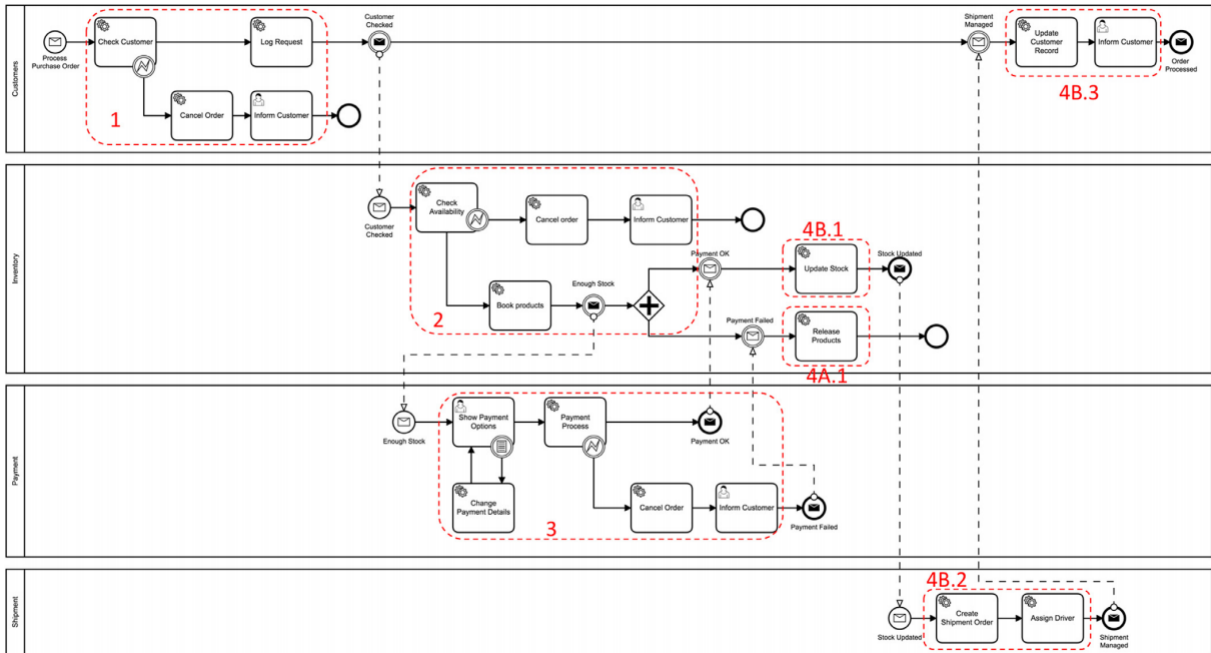 Customers
Process
Purchase Order
Check Customer
Log Request
Cancel Order
Inform Customer
1
Customer
Checked
Shipment
Managed
Update
Customer
Record
Inform Customer
Order
Processed
4B.3
Inventory
Customer
Checked
Check
Availability
Cancel order
Inform Customer
Book products
Enough Stock
2
Payment OK
4B.1
Update Stock
Stock Updated
Payment Failed
Release
Products
4A.1
Payment
Enough Stock
Show Payment
Options
Payment
Process
Payment OK
Change
Payment Details
Cancel Order
Inform Customer
Payment Failed
3
Shipment
Stock Updated
4B.2
Create
Shipment Order
Assign Driver
Shipment
Managed